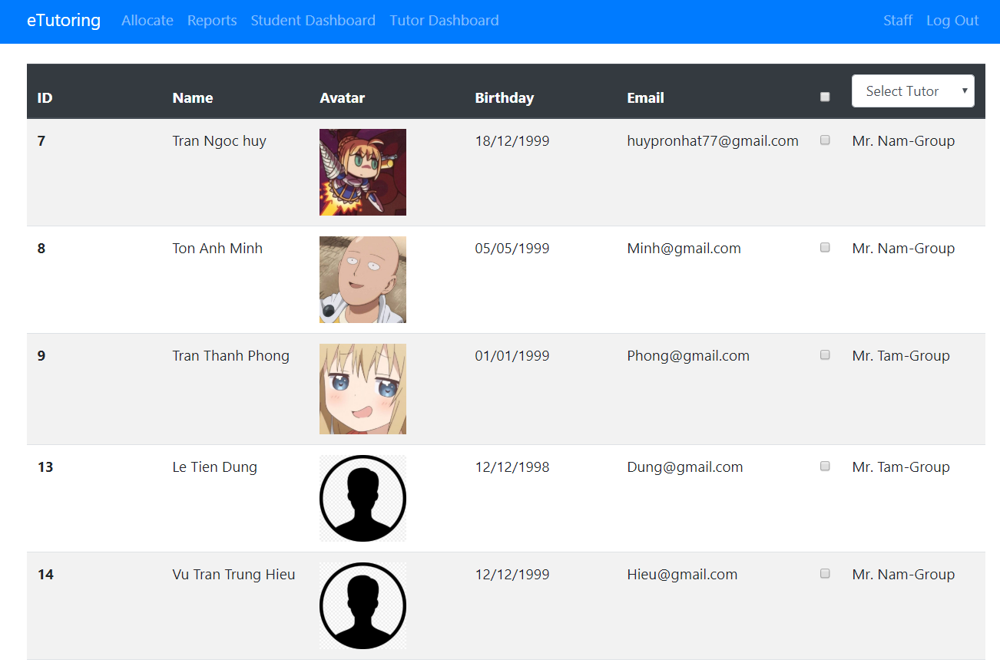 eTutoring Allocate Reports Student Dashboard Tutor Dashboard Staff Log Out
ID Name Avatar Birthday Email Select Tutor
7 Tran Ngoc huy 18/12/1999 huypronhat77@gmail.com Mr. Nam-Group
8 Ton Anh Minh 05/05/1999 Minh@gmail.com Mr. Nam-Group
9 Tran Thanh Phong 01/01/1999 Phong@gmail.com Mr. Tam-Group
13 Le Tien Dung 12/12/1998 Dung@gmail.com Mr. Tam-Group
14 Vu Tran Trung Hieu 12/12/1999 Hieu@gmail.com Mr. Nam-Group